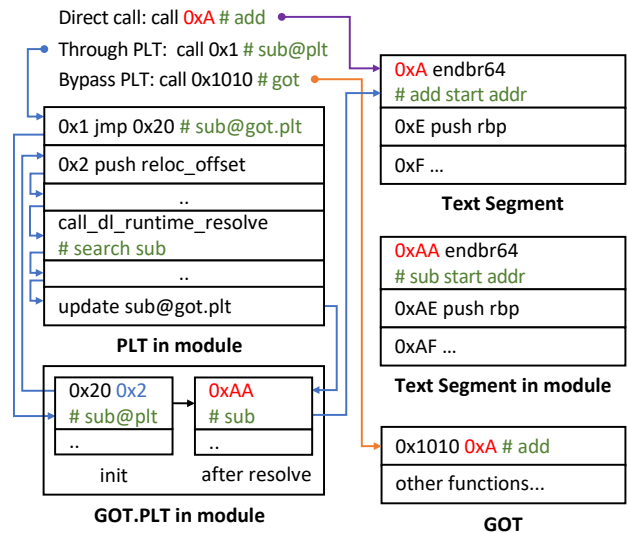 Direct call: call 0xA # add
Through PLT: call 0x1 # sub@plt
Bypass PLT: call 0x1010 # got
0x1 jmp 0x20 # sub@got.plt
0x2 push reloc_offset
..
call_dl_runtime_resolve
# search sub
..
update sub@got.plt
PLT in module
0x20 0x2
# sub@plt
..
init
0xAA
# sub
..
after resolve
GOT.PLT in module
0xA endbr64
# add start addr
0xE push rbp
0xF ...
Text Segment
0xAA endbr64
# sub start addr
0xAE push rbp
0xAF ...
Text Segment in module
0x1010 0xA # add
other functions...
GOT